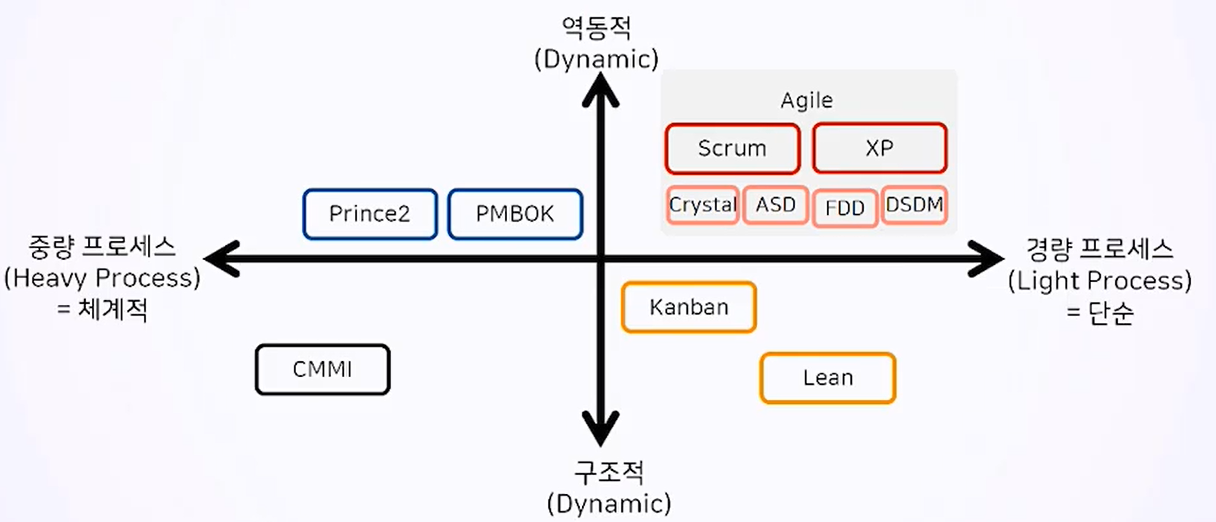 역동적
(Dynamic)
Agile
Scrum
XP
Crystal
ASD
FDD
DSDM
Prince2
PMBOK
중량 프로세스
(Heavy Process)
= 체계적
경량 프로세스
(Light Process)
= 단순
Kanban
CMMI
Lean
구조적
(Dynamic)